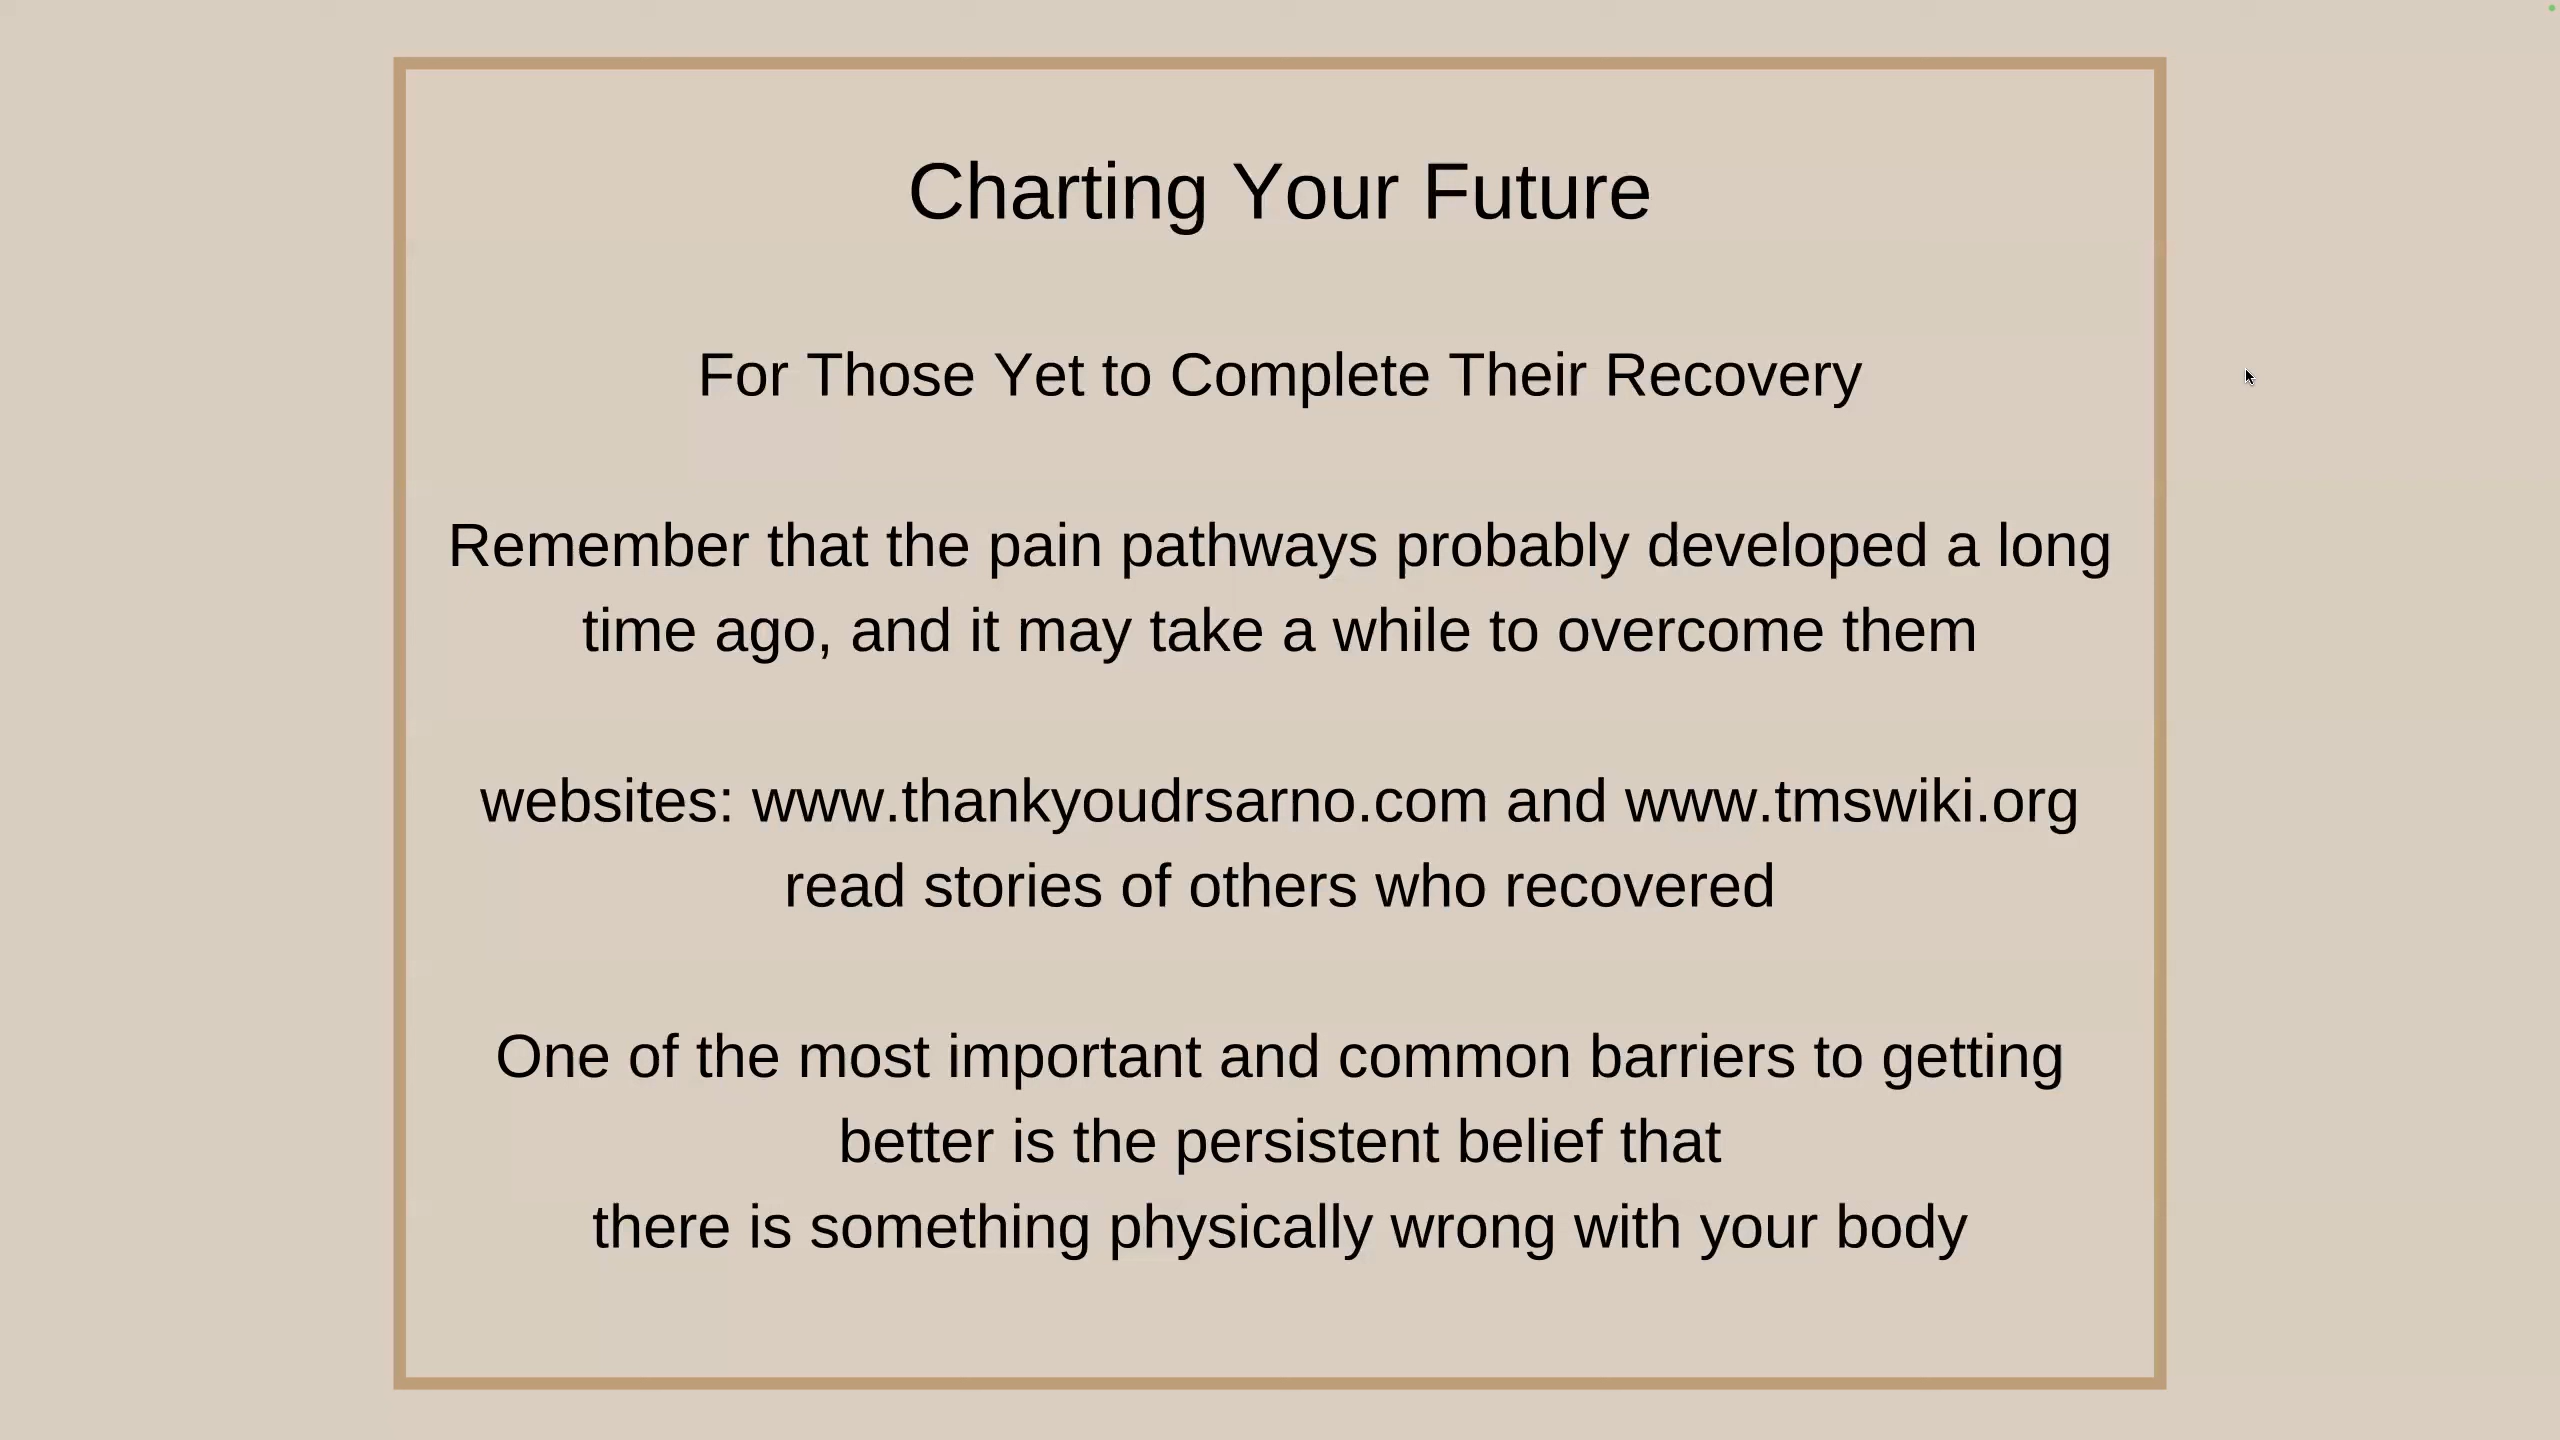 Charting Your Future
For Those Yet to Complete Their Recovery
Remember that the pain pathways probably developed a long
time ago, and it may take a while to overcome them
websites: www.thankyoudrsarno.com and www.tmswiki.org
read stories of others who recovered
One of the most important and common barriers to getting
better is the persistent belief that
there is something physically wrong with your body